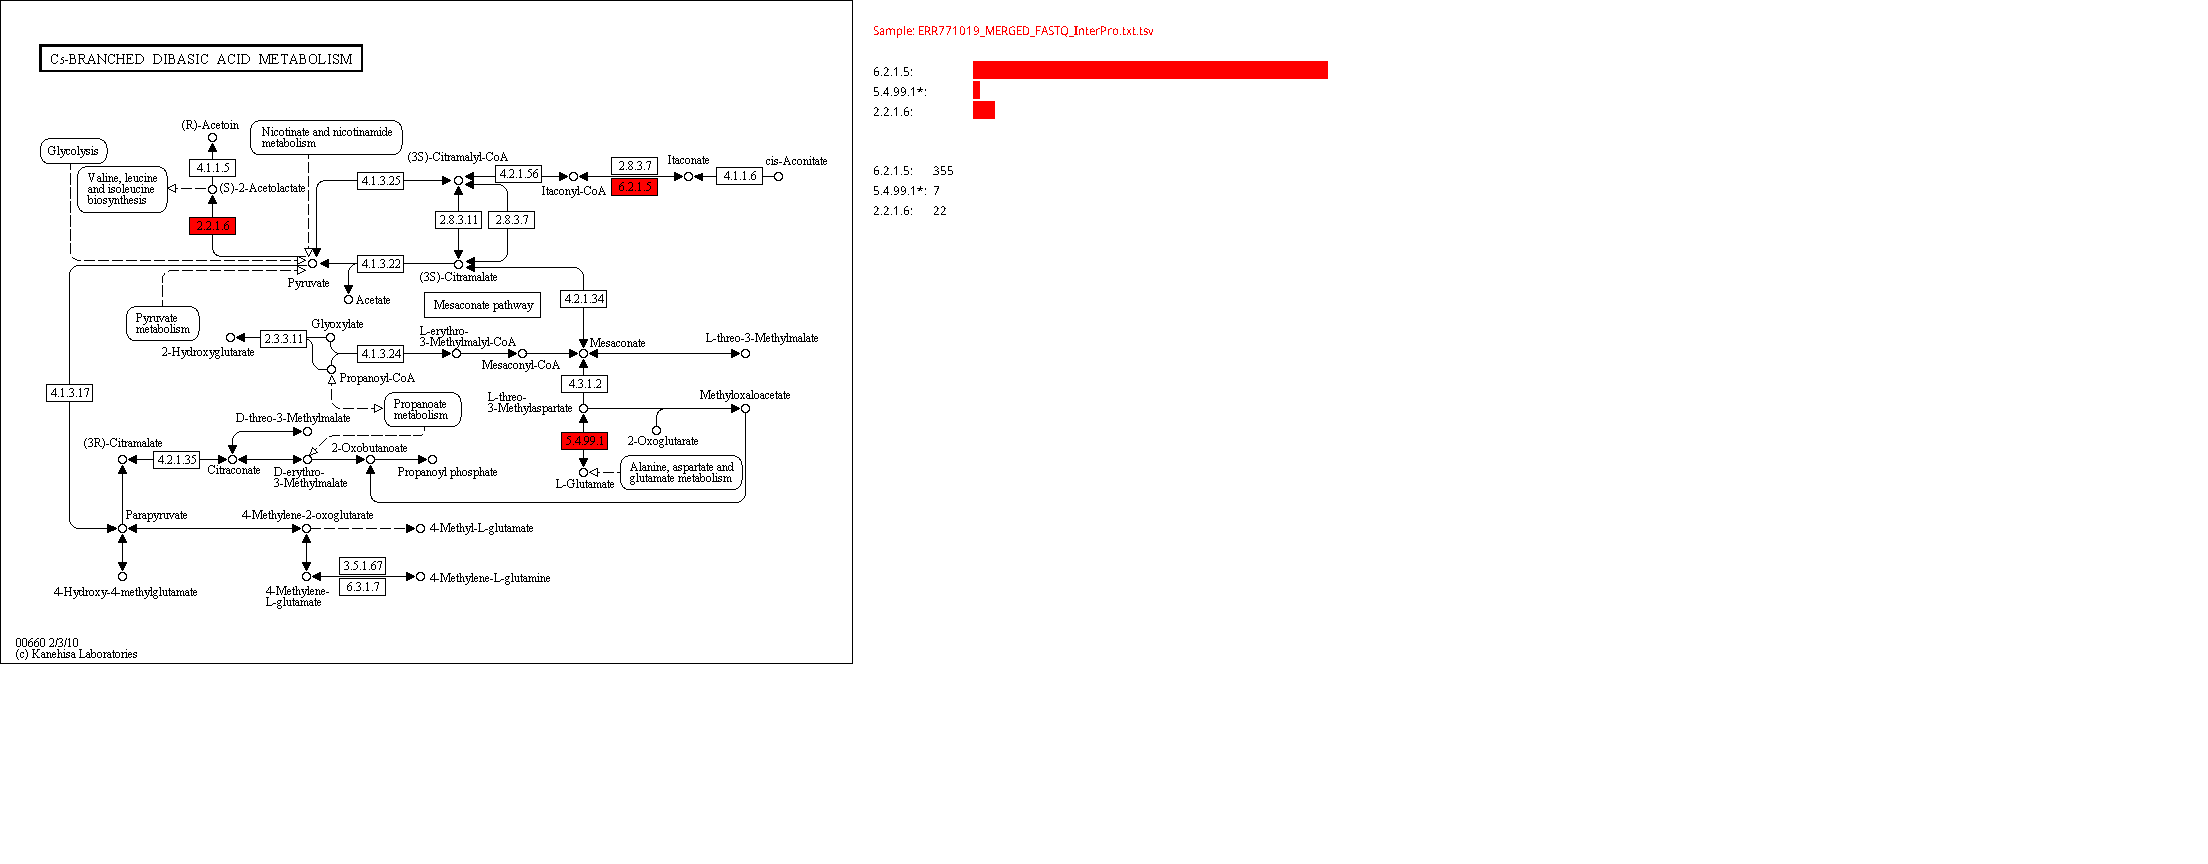 C5-BRANCHED DIBASIC ACID METABOLISM
Sample: ERR771019_MERGED_FASTQ_InterPro.txt.tsv
6.2.1.5:
5.4.99.1*:
2.2.1.6:
6.2.1.5: 355
5.4.99.1*: 7
2.2.1.6: 22
(R)-Acetoin
Nicotinate and nicotinamide
metabolism
Glycolysis
4.1.1.5
Valine, leucine
and isoleucine
biosynthesis
(S)-2-Acetolactate
2.2.1.6
(3S)-Citramalyl-CoA
4.1.3.25
4.2.1.56
Itaconyl-CoA
2.8.3.7
6.2.1.5
Itaconate
4.1.1.6
cis-Aconitate
2.8.3.11
2.8.3.7
Pyruvate
4.1.3.22
(3S)-Citramalate
Acetate
Mesaconate pathway
4.2.1.34
Pyruvate
metabolism
Glyoxylate
2.3.3.11
2-Hydroxyglutarate
4.1.3.24
L-erythro-
3-Methylmalyl-CoA
Mesaconyl-CoA
Mesaconate
L-threo-3-Methylmalate
Propanoyl-CoA
4.1.3.17
4.3.1.2
Propanoate
metabolism
L-threo-
3-Methylaspartate
Methyloxaloacetate
D-threo-3-Methylmalate
5.4.99.1
2-Oxoglutarate
(3R)-Citramalate
4.2.1.35
Citraconate
D-erythro-
3-Methylmalate
2-Oxobutanoate
Propanoyl phosphate
L-Glutamate
Alanine, aspartate and
glutamate metabolism
Parapyruvate
4-Methylene-2-oxoglutarate
4-Methyl-L-glutamate
4-Hydroxy-4-methylglutamate
4-Methylene-
L-glutamate
3.5.1.67
6.3.1.7
4-Methylene-L-glutamine
00660 2/3/10
(c) Kanehisa Laboratories